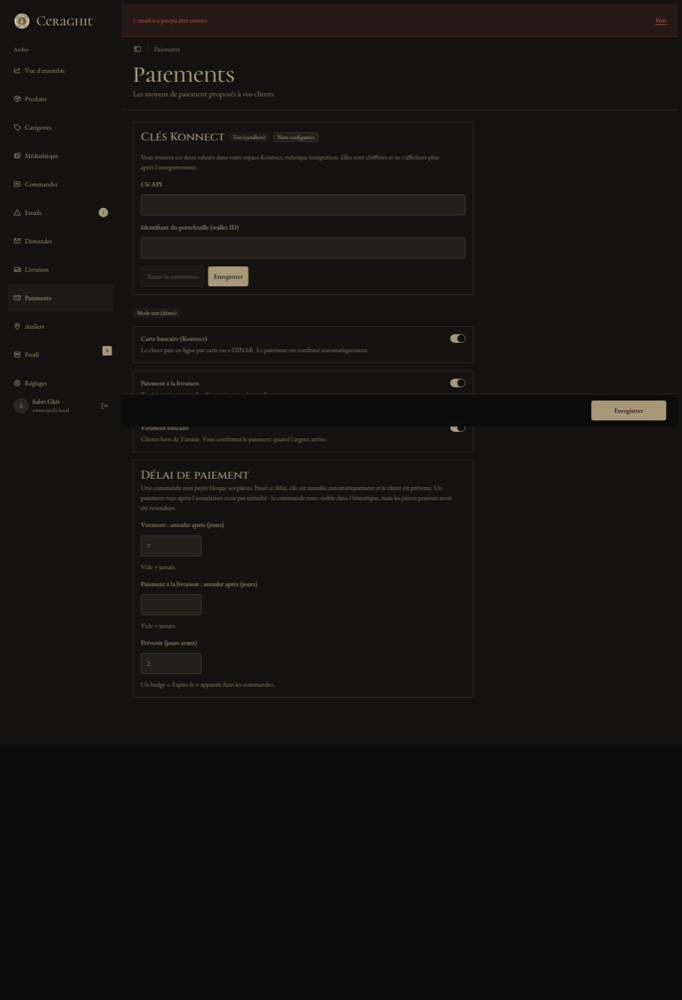 Ceraghit
1 email n'a pas pu être envoyé.
Voir
Atelier
Vue d'ensemble
Produits
Catégories
Médiathèque
Commandes
Emails
1
Demandes
Livraison
Paiements
Ateliers
Profil
9
Réglages
S
Sabri Ghit
owner@cla.local
Paiements
Paiements
Les moyens de paiement proposés à vos clients.
Clés Konnect
Test (sandbox)
Non configurées
Vous trouvez ces deux valeurs dans votre espace Konnect, rubrique Intégration. Elles sont chiffrées et ne s'affichent plus
après l'enregistrement.
Clé API
Identifiant du portefeuille (wallet ID)
Tester la connexion
Enregistrer
Mode test (démo)
Carte bancaire (Konnect)
Le client paie en ligne par carte ou e-DINAR. Le paiement est confirmé automatiquement.
Paiement à la livraison
Enregistrer
Virement bancaire
Clients hors de Tunisie. Vous confirmez le paiement quand l'argent arrive.
Délai de paiement
Une commande non payée bloque ses pièces. Passé ce délai, elle est annulée automatiquement et le client est prévenu. Un
paiement reçu après l'annulation n'est pas rattaché : la commande reste visible dans l'historique, mais les pièces peuvent avoir
été revendues.
Virement : annuler après (jours)
7
Vide = jamais.
Paiement à la livraison : annuler après (jours)
Vide = jamais.
Prévenir (jours avant)
2
Un badge « Expire le » apparaît dans les commandes.